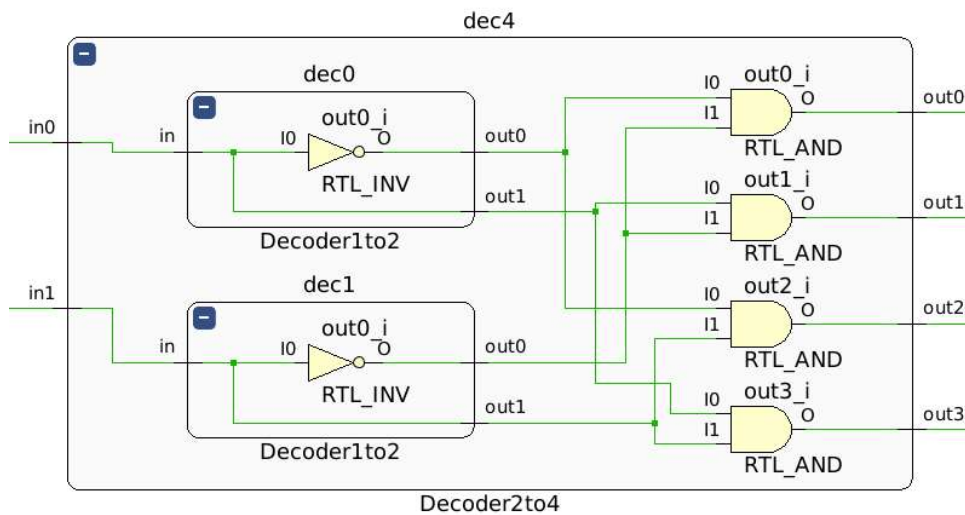 dec4
dec0
out0_i
I0
O
RTL_INV
in
out0
out1
Decoder1to2
in0
dec1
out0_i
I0
O
RTL_INV
in
out0
out1
Decoder1to2
in1
out0_i
I0
I1
O
RTL_AND
out0
out1_i
I0
I1
O
RTL_AND
out1
out2_i
I0
I1
O
RTL_AND
out2
out3_i
I0
I1
O
RTL_AND
out3
Decoder2to4